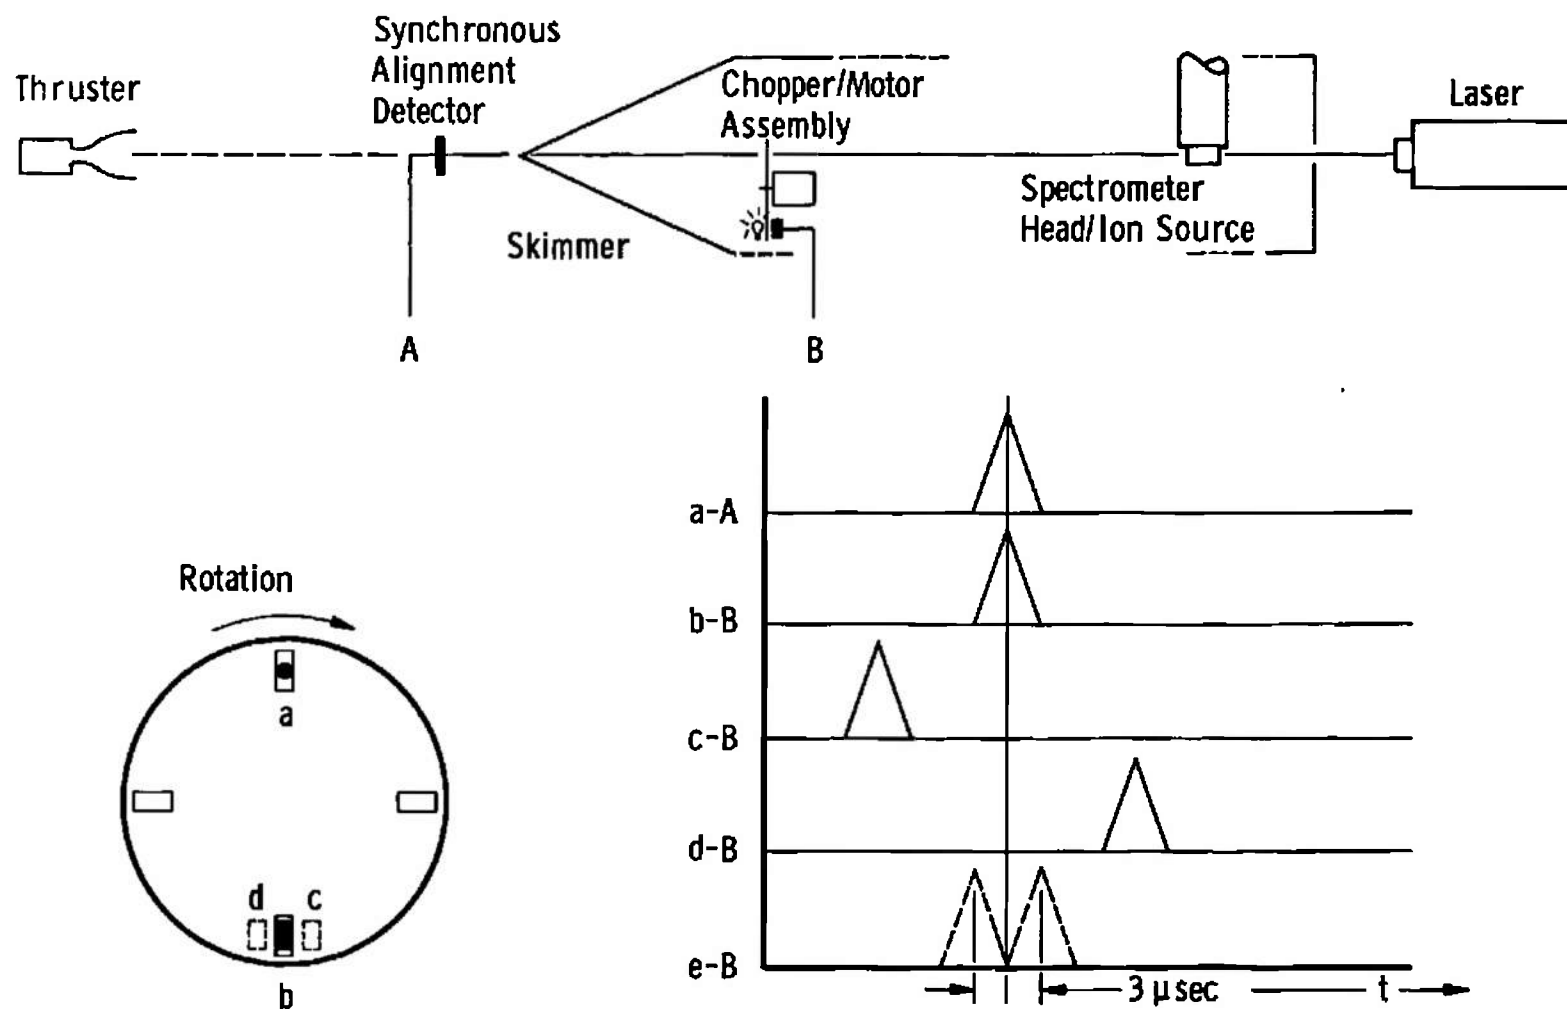 Synchronous
Alignment
Detector
Thruster
Chopper/Motor
Assembly
Laser
Spectrometer
Head/Ion Source
Skimmer
A
B
Rotation
a
d
c
b
a-A
b-B
c-B
d-B
e-B
3 μsec
t